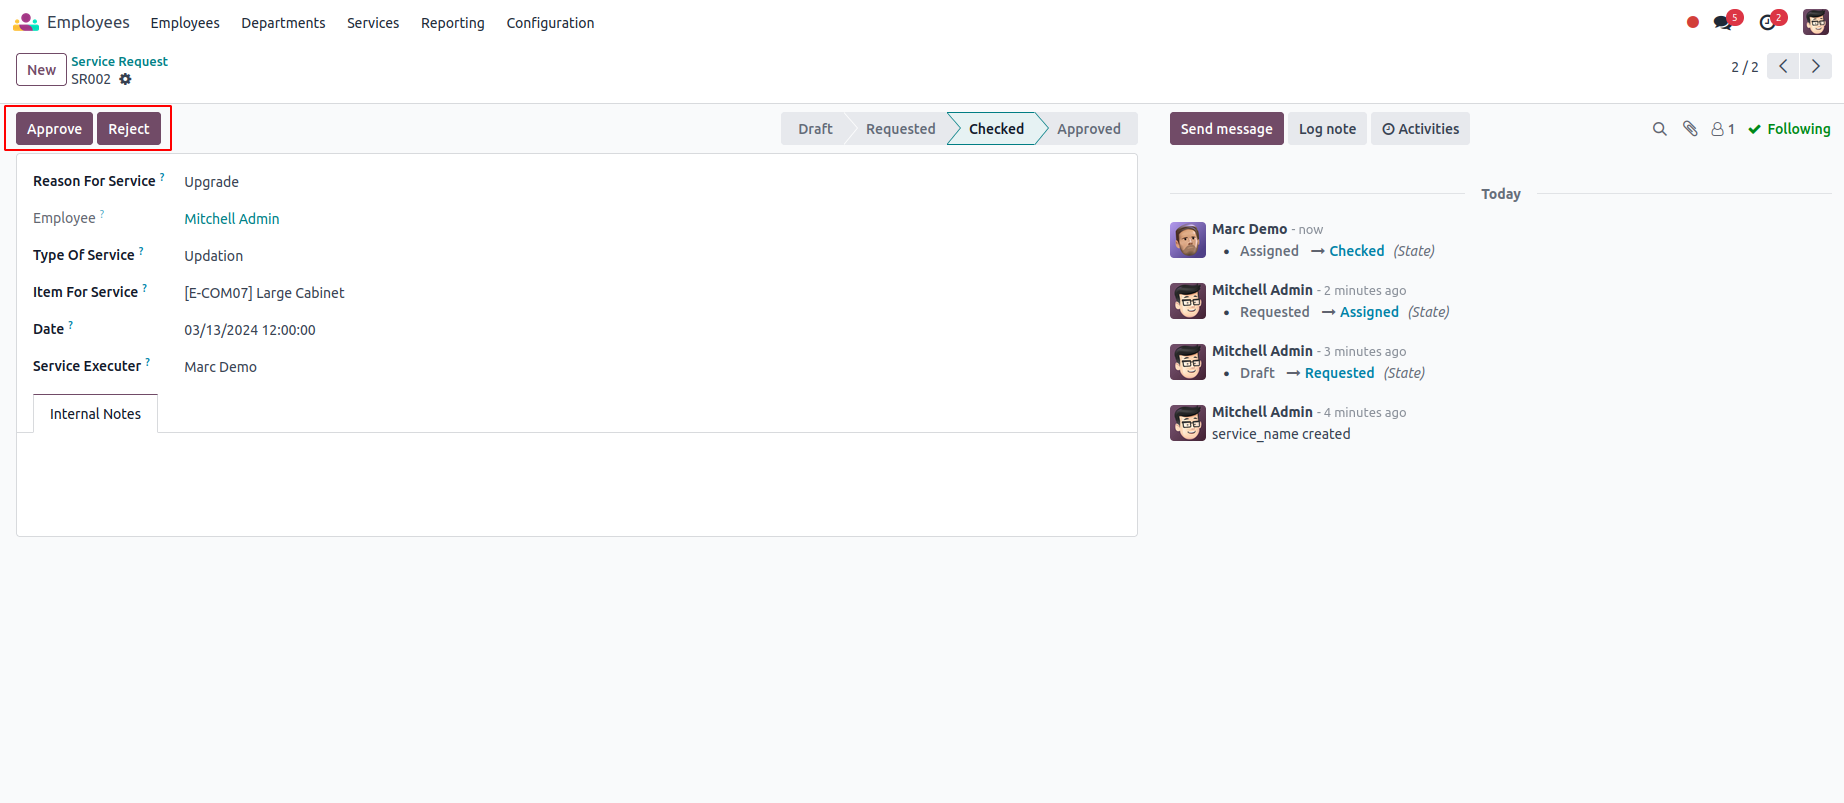 Employees Employees Departments Services Reporting Configuration 5 2
New Service Request
SR002
2 / 2
Approve Reject Draft Requested Checked Approved Send message Log note Activities 1 Following
Reason For Service ? Upgrade
Employee ? Mitchell Admin
Type Of Service ? Updation
Item For Service ? [E-COM07] Large Cabinet
Date ? 03/13/2024 12:00:00
Service Executer ? Marc Demo
Internal Notes
Today
Marc Demo - now
• Assigned → Checked (State)
Mitchell Admin - 2 minutes ago
• Requested → Assigned (State)
Mitchell Admin - 3 minutes ago
• Draft → Requested (State)
Mitchell Admin - 4 minutes ago
service_name created